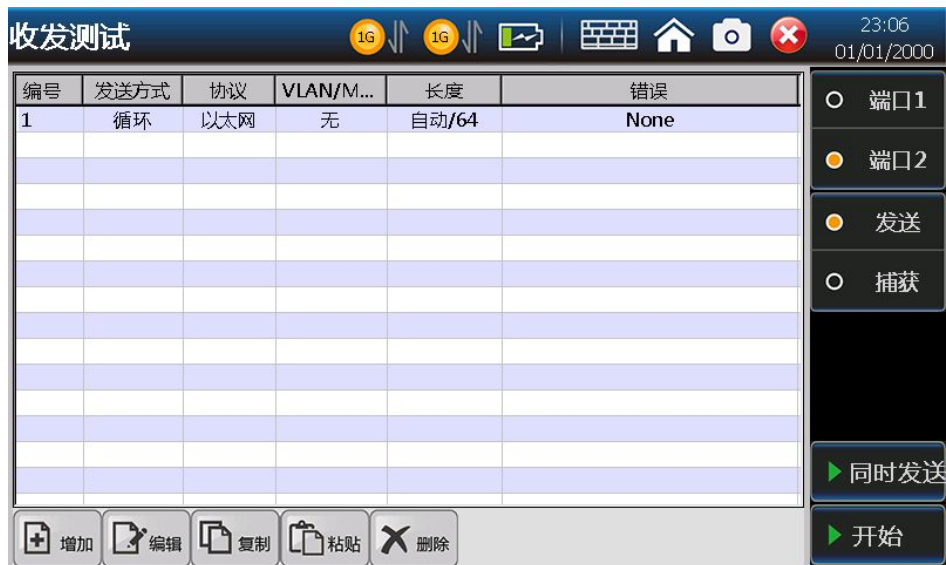 收发测试
1G
1G
23:06
01/01/2000
编号 发送方式 协议 VLAN/M... 长度 错误
1 循环 以太网 无 自动/64 None
端口1
端口2
发送
捕获
同时发送
开始
增加 编辑 复制 粘贴 删除